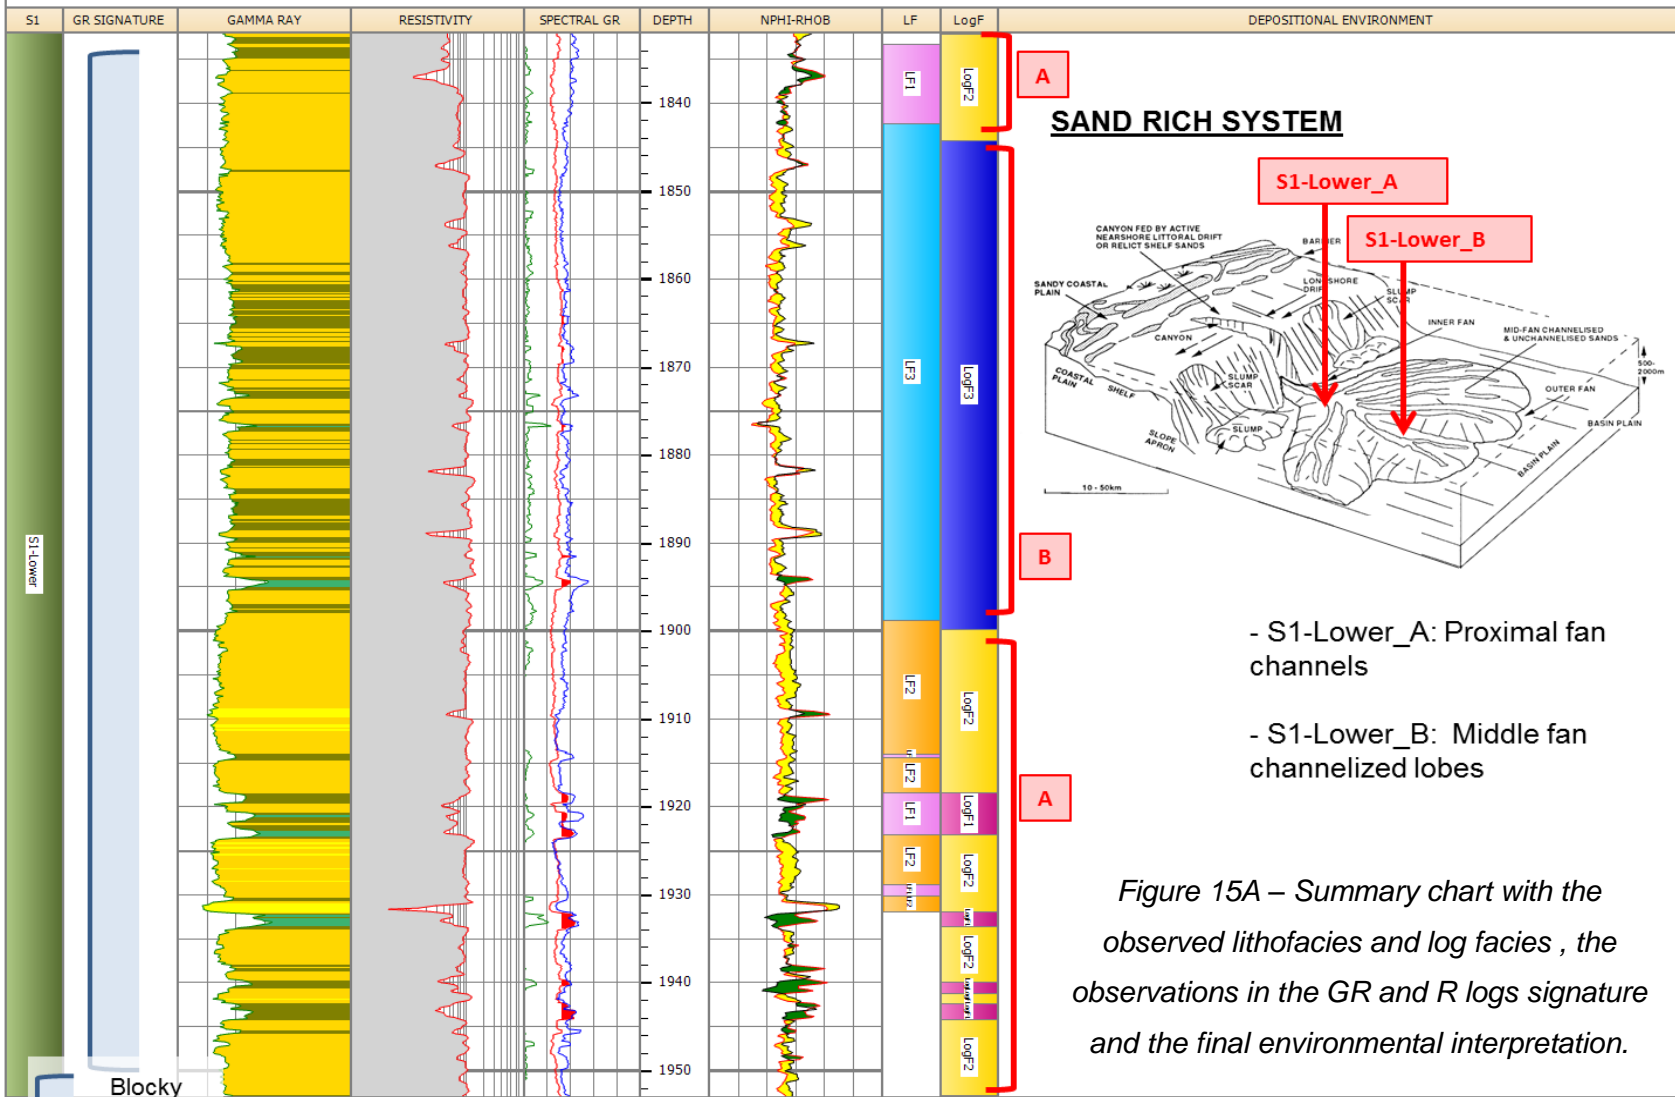 S1
GR SIGNATURE
GAMMA RAY
RESISTIVITY
SPECTRAL GR
DEPTH
NPHI-RHOB
LF
LogF
DEPOSITIONAL ENVIRONMENT
S1-Lower
Blocky
1840
1850
1860
1870
1880
1890
1900
1910
1920
1930
1940
1950
LF1
LF3
LF2
LF2
LF1
LF2
LogF2
LogF3
LogF2
LogF1
LogF2
LogF2
LogF2
A
B
A
SAND RICH SYSTEM
S1-Lower_A
S1-Lower_B
CANYON FED BY ACTIVE
NEARSHORE LITTORAL DRIFT
OR RELICT SHELF SANDS
SANDY COASTAL
PLAIN
CANYON
COASTAL
PLAIN
SHELF
SLUMP
SCAR
SLOPE
APRON
SLUMP
SLUMP
INNER FAN
MID-FAN CHANNELISED
& UNCHANNELISED SANDS
OUTER FAN
BASIN PLAIN
BASIN PLAIN
500-
2000m
10 - 50km
- S1-Lower_A: Proximal fan
channels
- S1-Lower_B: Middle fan
channelized lobes
Figure 15A – Summary chart with the
observed lithofacies and log facies , the
observations in the GR and R logs signature
and the final environmental interpretation.